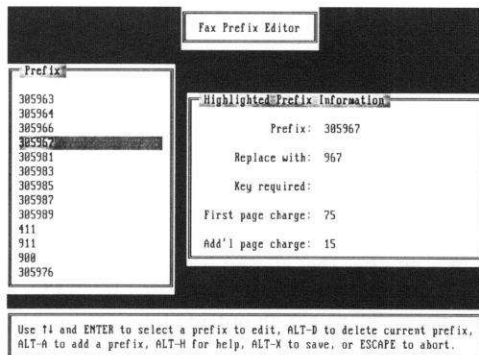 Fax Prefix Editor
Prefix
305963
305964
305966
305967
305981
305983
305985
305987
305989
411
911
900
305976
Highlighted Prefix Information
Prefix: 305967
Replace with: 967
Key required:
First page charge: 75
Add'l page charge: 15
Use ↑↓ and ENTER to select a prefix to edit, ALT-D to delete current prefix,
ALT-A to add a prefix, ALT-H for help, ALT-X to save, or ESCAPE to abort.